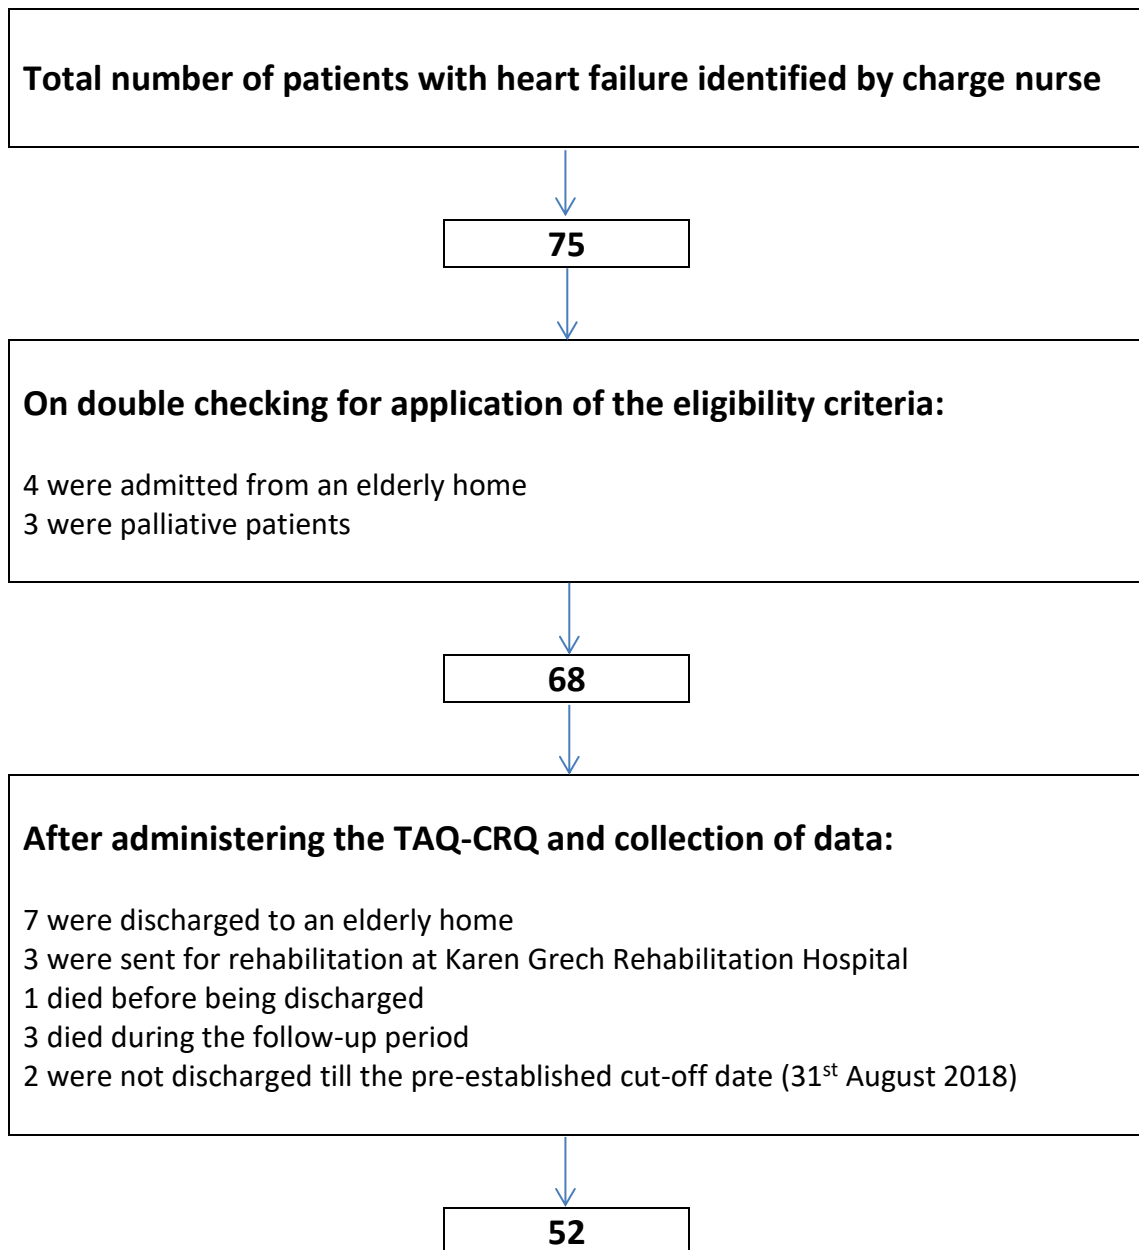 Total number of patients with heart failure identified by charge nurse
75
On double checking for application of the eligibility criteria:
4 were admitted from an elderly home
3 were palliative patients
68
After administering the TAQ-CRQ and collection of data:
7 were discharged to an elderly home
3 were sent for rehabilitation at Karen Grech Rehabilitation Hospital
1 died before being discharged
3 died during the follow-up period
2 were not discharged till the pre-established cut-off date (31st August 2018)
52